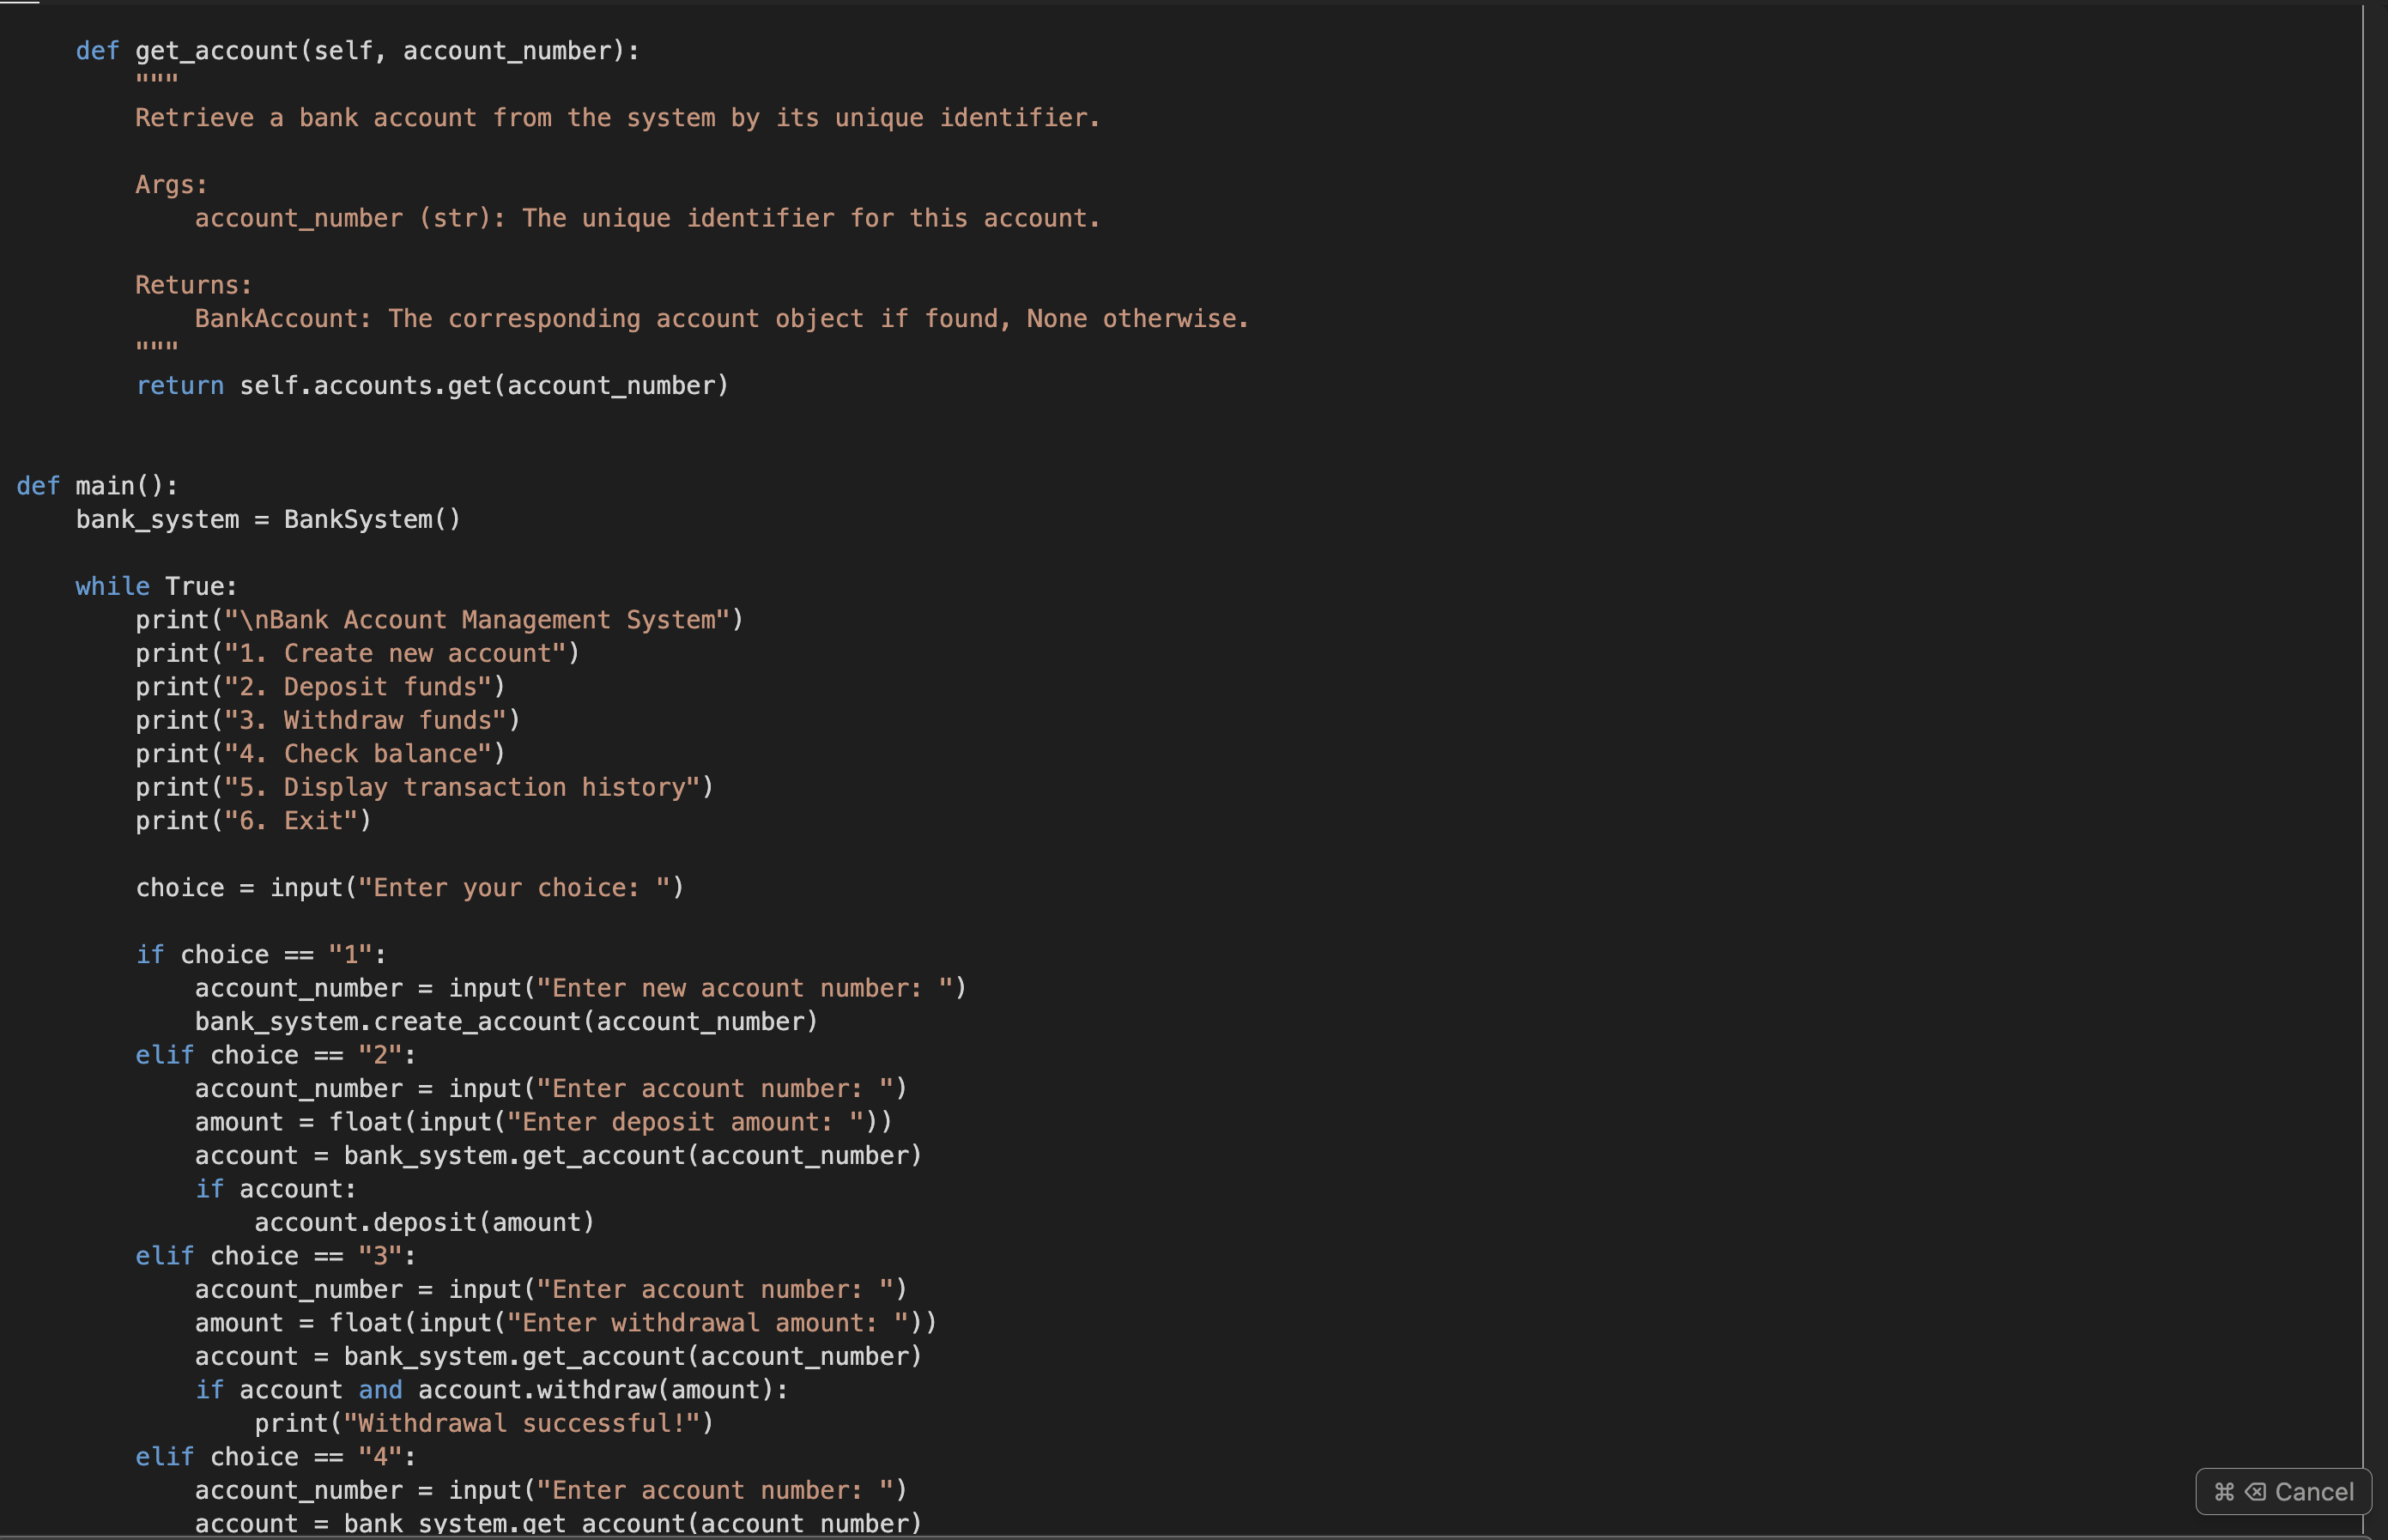 def get_account(self, account_number):
        """
        Retrieve a bank account from the system by its unique identifier.

        Args:
            account_number (str): The unique identifier for this account.

        Returns:
            BankAccount: The corresponding account object if found, None otherwise.
        """
        return self.accounts.get(account_number)


def main():
    bank_system = BankSystem()

    while True:
        print("\nBank Account Management System")
        print("1. Create new account")
        print("2. Deposit funds")
        print("3. Withdraw funds")
        print("4. Check balance")
        print("5. Display transaction history")
        print("6. Exit")

        choice = input("Enter your choice: ")

        if choice == "1":
            account_number = input("Enter new account number: ")
            bank_system.create_account(account_number)
        elif choice == "2":
            account_number = input("Enter account number: ")
            amount = float(input("Enter deposit amount: "))
            account = bank_system.get_account(account_number)
            if account:
                account.deposit(amount)
        elif choice == "3":
            account_number = input("Enter account number: ")
            amount = float(input("Enter withdrawal amount: "))
            account = bank_system.get_account(account_number)
            if account and account.withdraw(amount):
                print("Withdrawal successful!")
        elif choice == "4":
            account_number = input("Enter account number: ")
            account = bank_system.get_account(account_number)
⌘ ⌫ Cancel